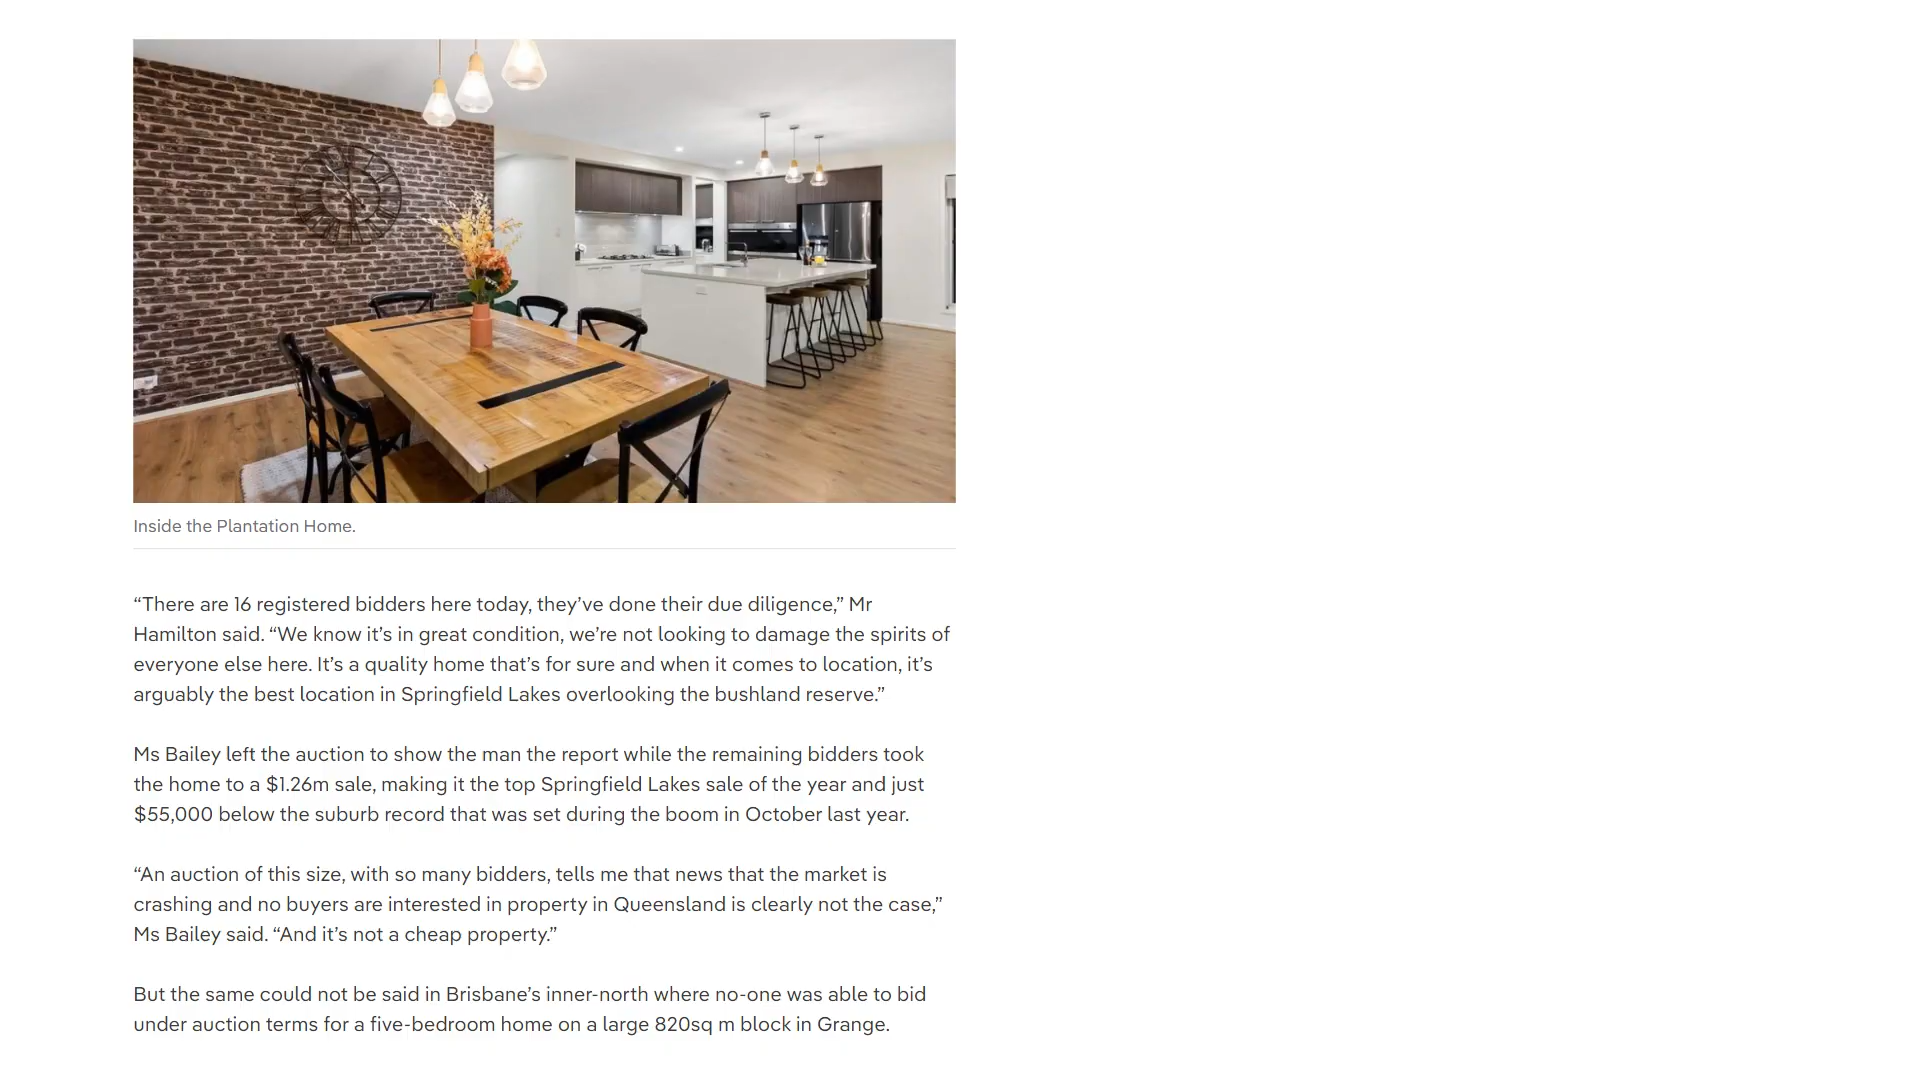 Inside the Plantation Home.
“There are 16 registered bidders here today, they’ve done their due diligence,” Mr
Hamilton said. “We know it’s in great condition, we’re not looking to damage the spirits of
everyone else here. It’s a quality home that’s for sure and when it comes to location, it’s
arguably the best location in Springfield Lakes overlooking the bushland reserve.”
Ms Bailey left the auction to show the man the report while the remaining bidders took
the home to a $1.26m sale, making it the top Springfield Lakes sale of the year and just
$55,000 below the suburb record that was set during the boom in October last year.
“An auction of this size, with so many bidders, tells me that news that the market is
crashing and no buyers are interested in property in Queensland is clearly not the case,”
Ms Bailey said. “And it’s not a cheap property.”
But the same could not be said in Brisbane’s inner-north where no-one was able to bid
under auction terms for a five-bedroom home on a large 820sq m block in Grange.